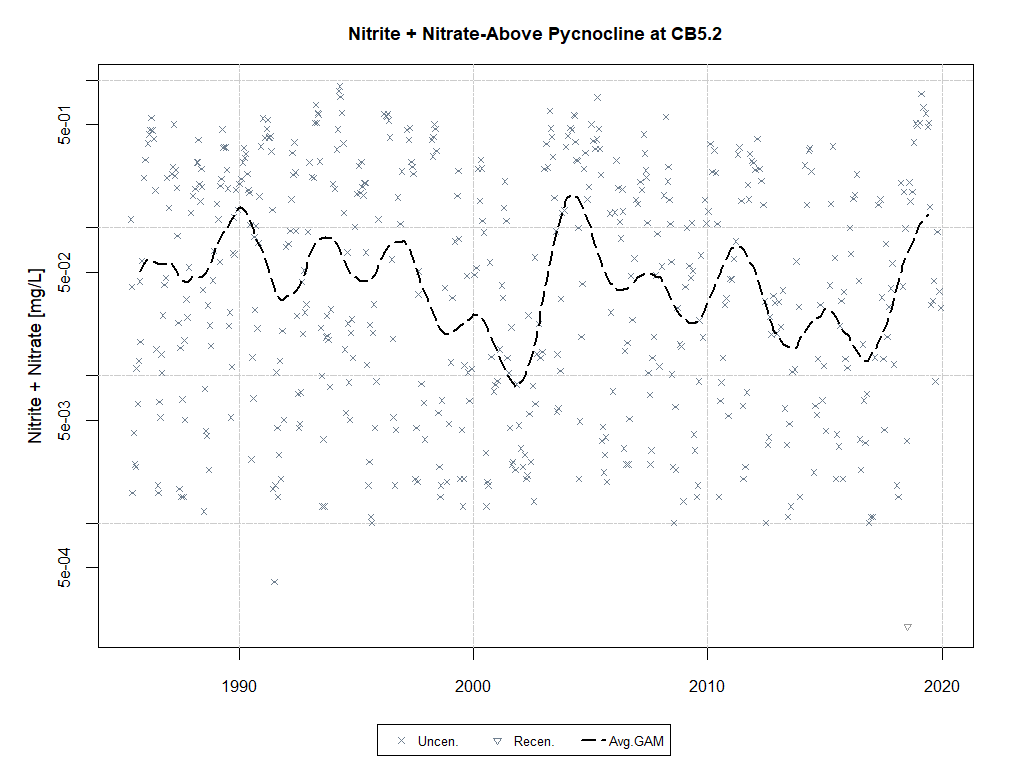 Nitrite + Nitrate-Above Pycnocline at CB5.2
Nitrite + Nitrate [mg/L]
5e-01
5e-02
5e-03
5e-04
1990 2000 2010 2020
Uncen. Recen. Avg.GAM